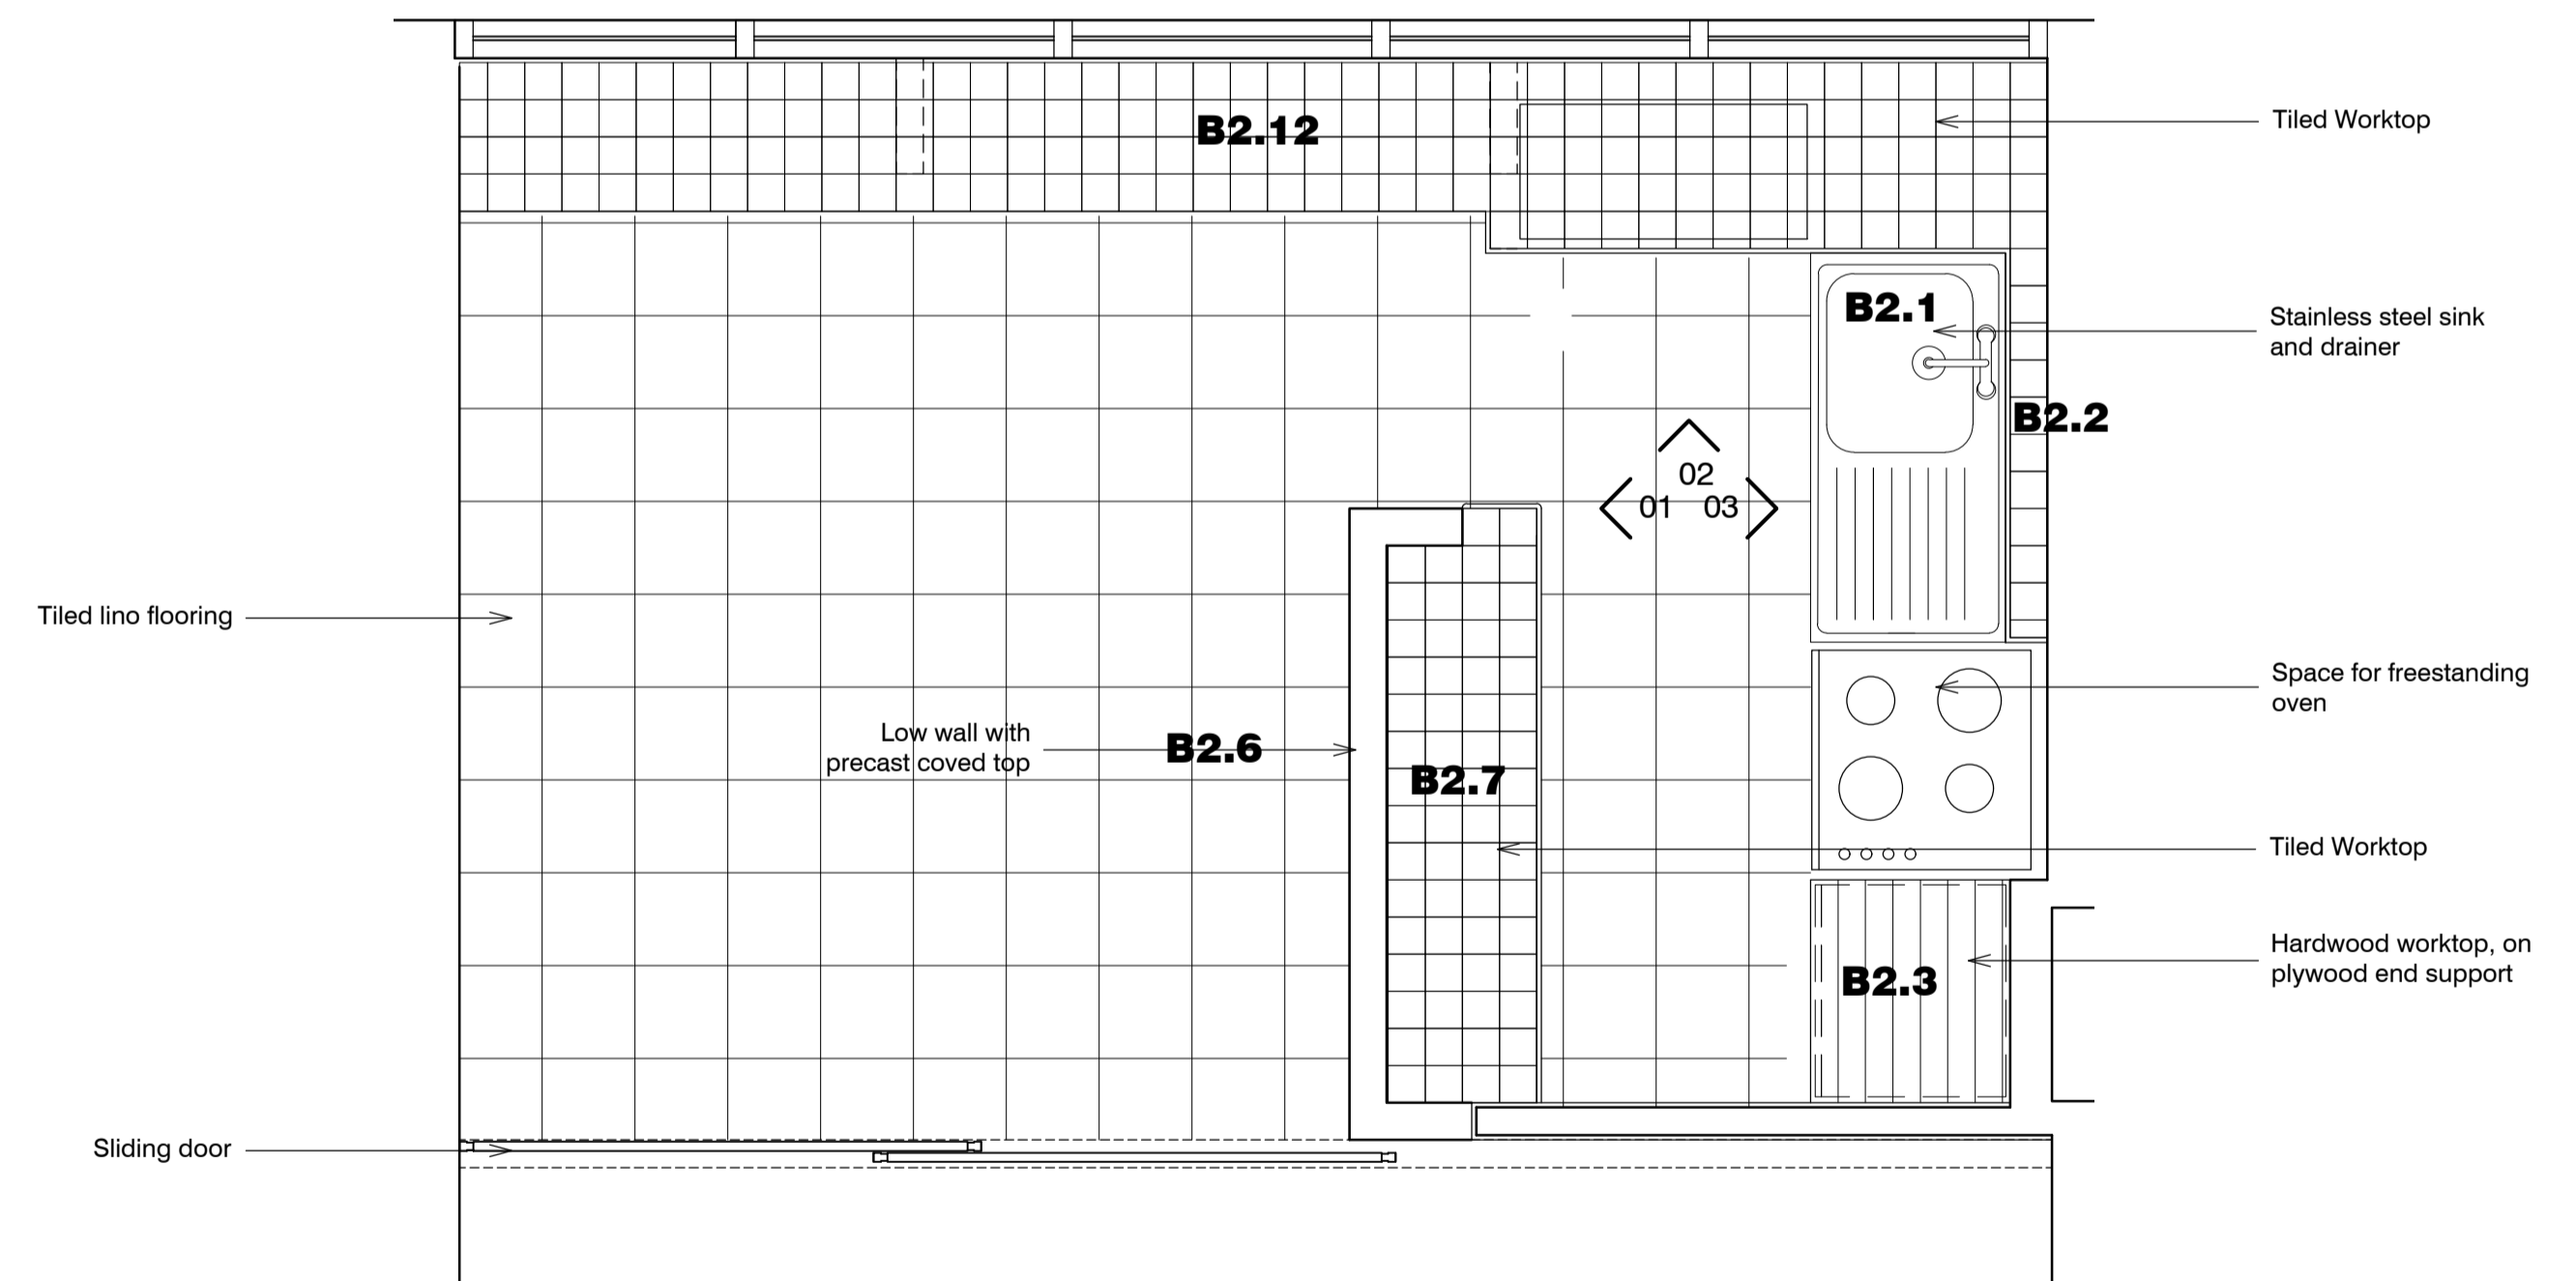 B2.12
Tiled Worktop
B2.1
Stainless steel sink
and drainer
B2.2
02
01 03
Tiled lino flooring
Space for freestanding
oven
Low wall with
precast coved top
B2.6
B2.7
Tiled Worktop
Hardwood worktop, on
plywood end support
B2.3
Sliding door